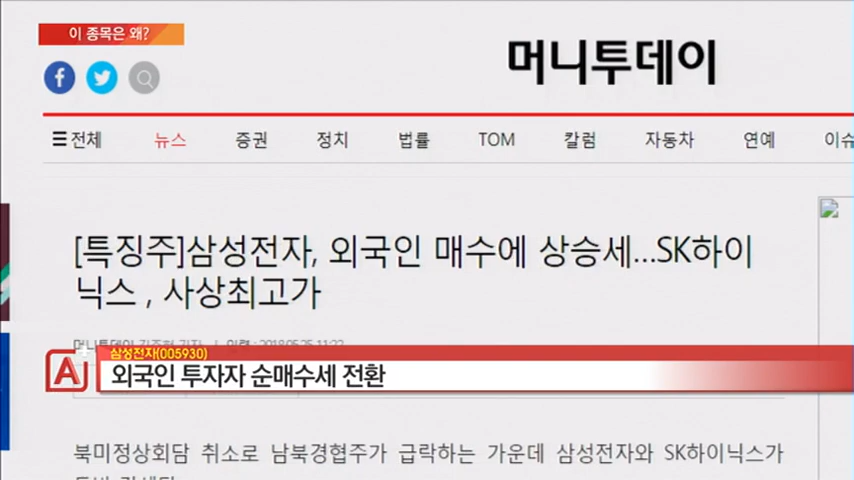 이 종목은 왜?
머니투데이
전체 뉴스 증권 정치 법률 TOM 칼럼 자동차 연예 이슈
[특징주]삼성전자, 외국인 매수에 상승세...SK하이
닉스 , 사상최고가
삼성전자(005930)
A+
외국인 투자자 순매수세 전환
북미정상회담 취소로 남북경협주가 급락하는 가운데 삼성전자와 SK하이닉스가